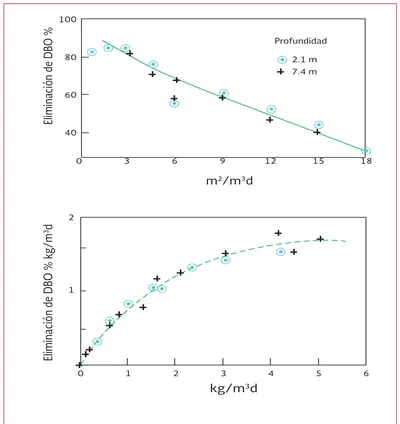 Eliminación de DBO %
100
80
60
40
Profundidad
2.1 m
7.4 m
0 3 6 9 12 15 18
m²/m³d
Eliminación de DBO % kg/m³d
2
1
0 1 2 3 4 5 6
kg/m³d